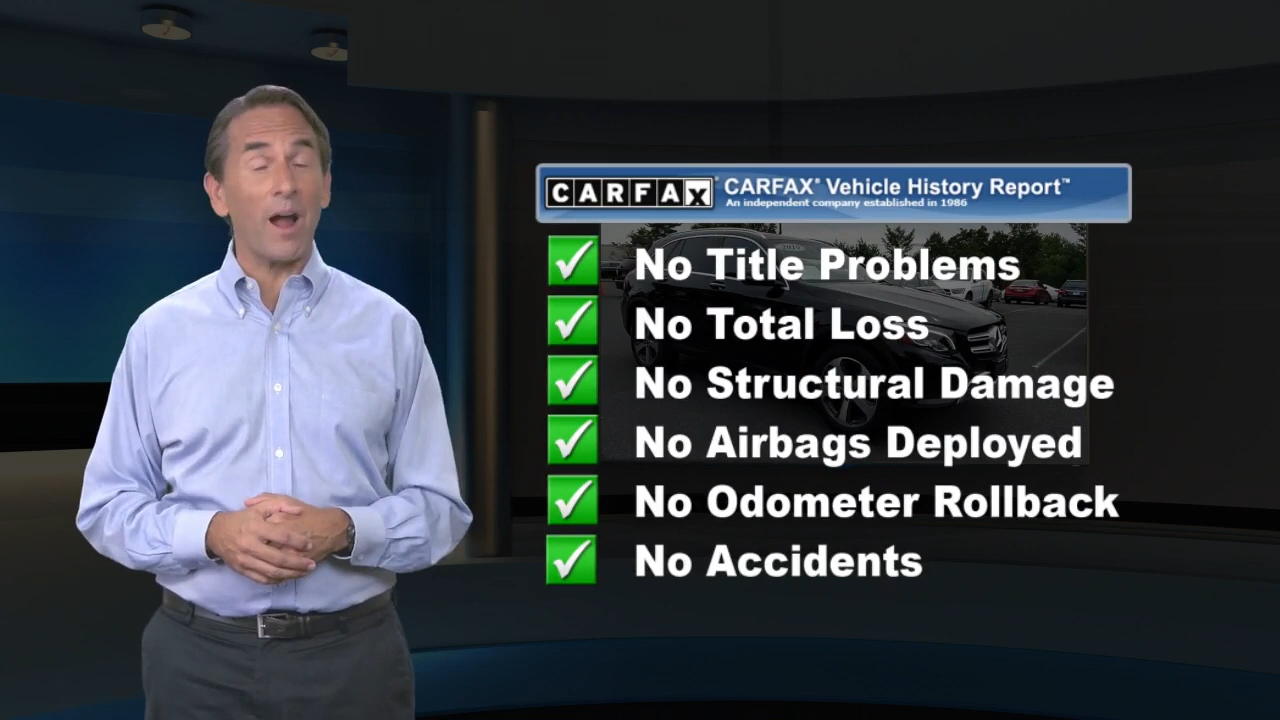 CARFAX CARFAX® Vehicle History Report™
An independent company established in 1986
No Title Problems
No Total Loss
No Structural Damage
No Airbags Deployed
No Odometer Rollback
No Accidents